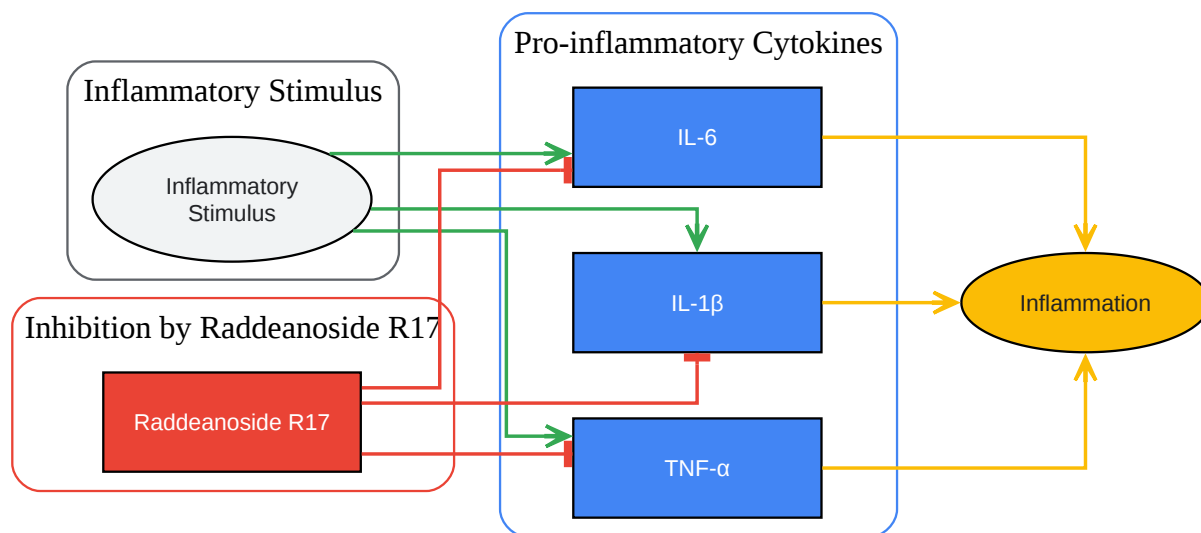 Pro-inflammatory Cytokines
Inflammatory Stimulus
IL-6
Inflammatory
Stimulus
IL-1β
Inflammation
Inhibition by Raddeanoside R17
Raddeanoside R17
TNF-α